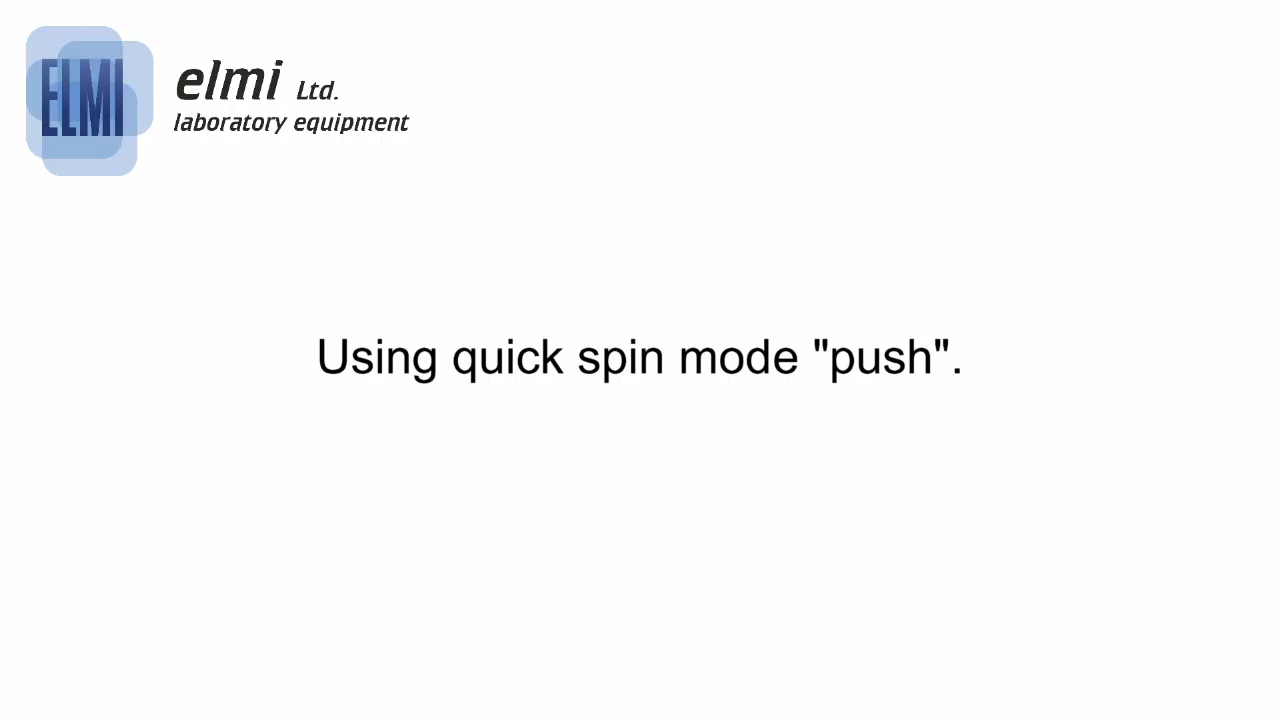 ELMI
elmi Ltd.
laboratory equipment
Using quick spin mode "push".